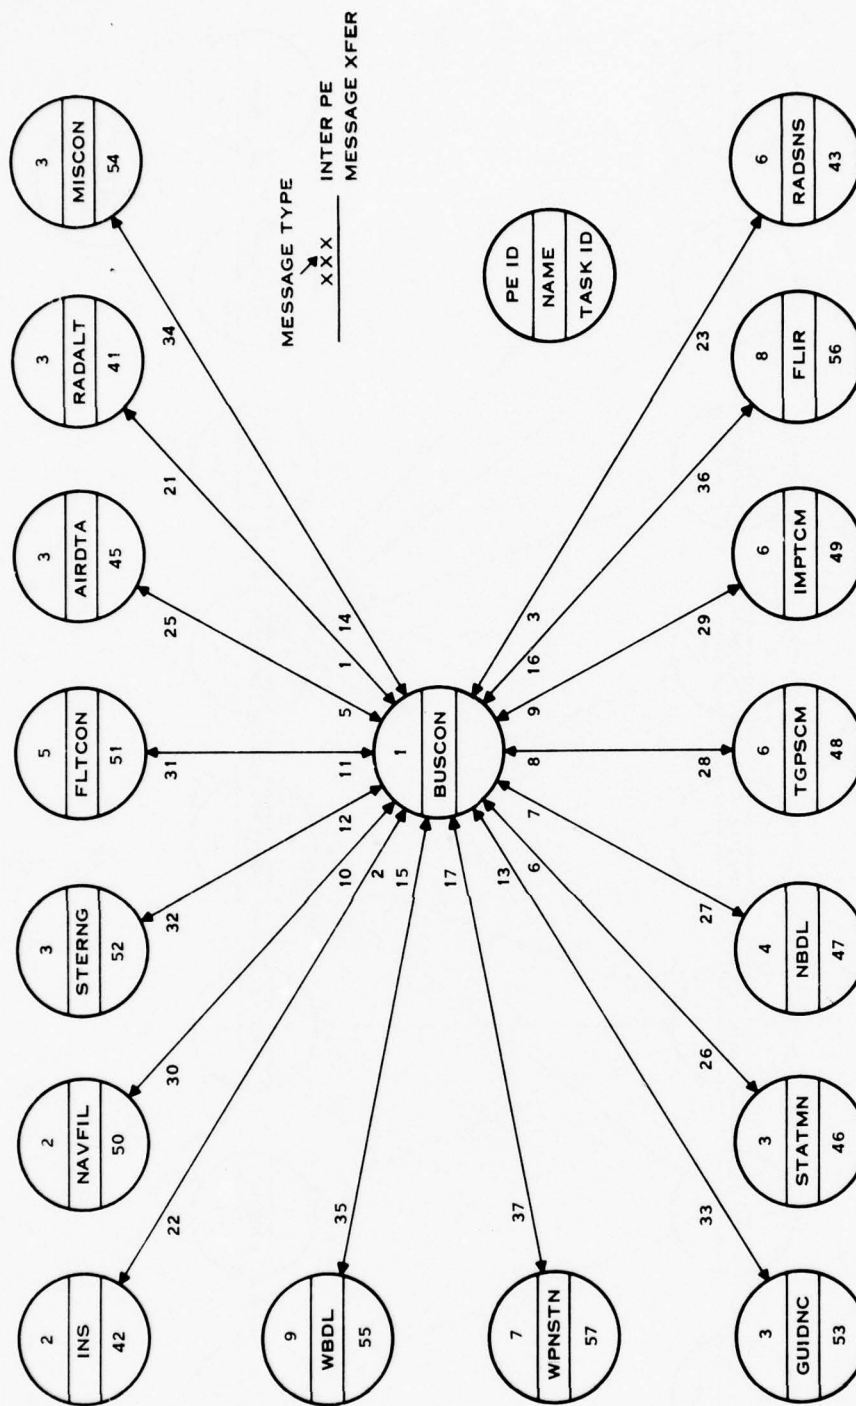 3
GUIDNC
53
7
WPNSTN
57
9
WBDL
55
2
INS
42
33
37
35
22
3
STATMN
46
2
NAVFIL
50
26
30
4
NBDL
47
3
STERNG
52
27
32
13
17
15
2
10
6
7
12
6
TGPSCM
48
28
8
1
BUSCON
11
31
5
FLTCON
51
9
5
16
1
3
14
6
IMPTCM
49
29
25
3
AIRDTA
45
8
FLIR
56
36
21
3
RADALT
41
6
RADSNS
43
23
34
3
MISCON
54
PE ID
NAME
TASK ID
MESSAGE TYPE
XXX
INTER PE
MESSAGE XFER